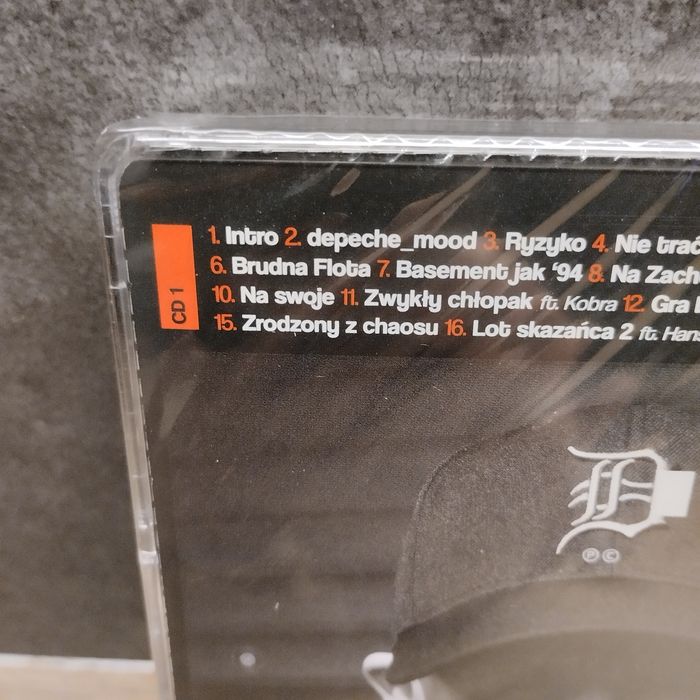 CD 1
1. Intro 2. depeche_mood 3. Ryzyko 4. Nie trać
6. Brudna Flota 7. Basement jak '94 8. Na Zach
10. Na swoje 11. Zwykły chłopak ft. Kobra 12. Gra
15. Zrodzony z chaosu 16. Lot skazańca 2 ft. Hans
D
℗ ©